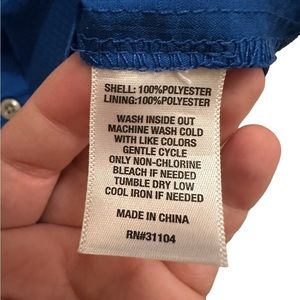 SHELL: 100%POLYESTER
LINING:100%POLYESTER
WASH INSIDE OUT
MACHINE WASH COLD
WITH LIKE COLORS
GENTLE CYCLE
ONLY NON-CHLORINE
BLEACH IF NEEDED
TUMBLE DRY LOW
COOL IRON IF NEEDED
MADE IN CHINA
RN#31104